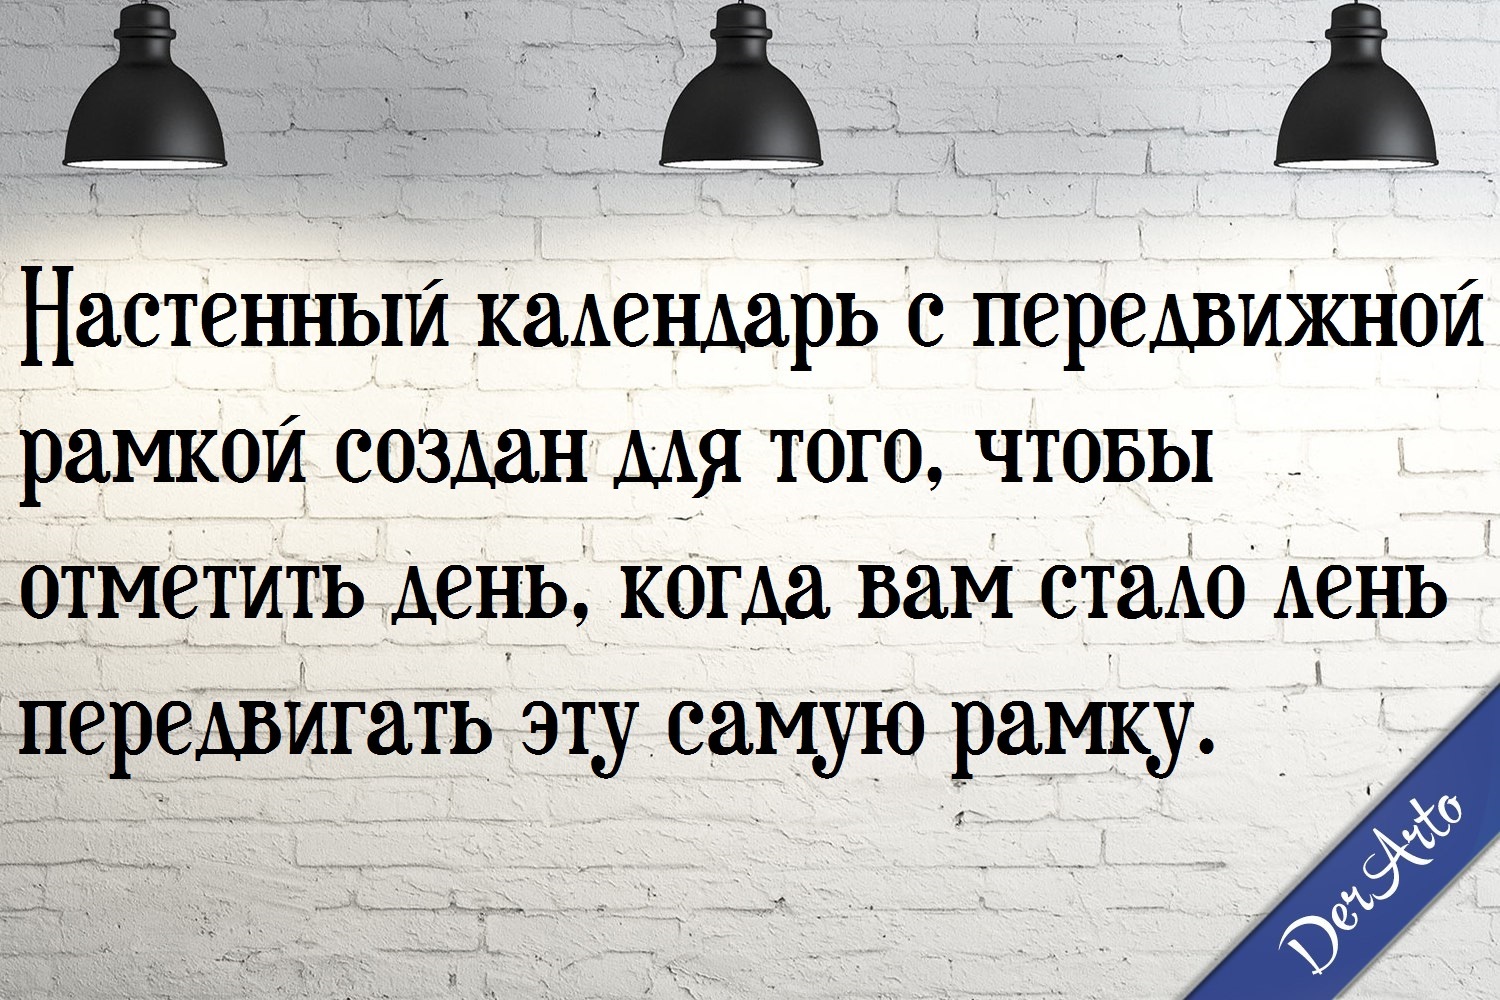 Настенный календарь с передвижной
рамкой создан для того, чтобы
отметить день, когда вам стало лень
передвигать эту самую рамку.
DerArto